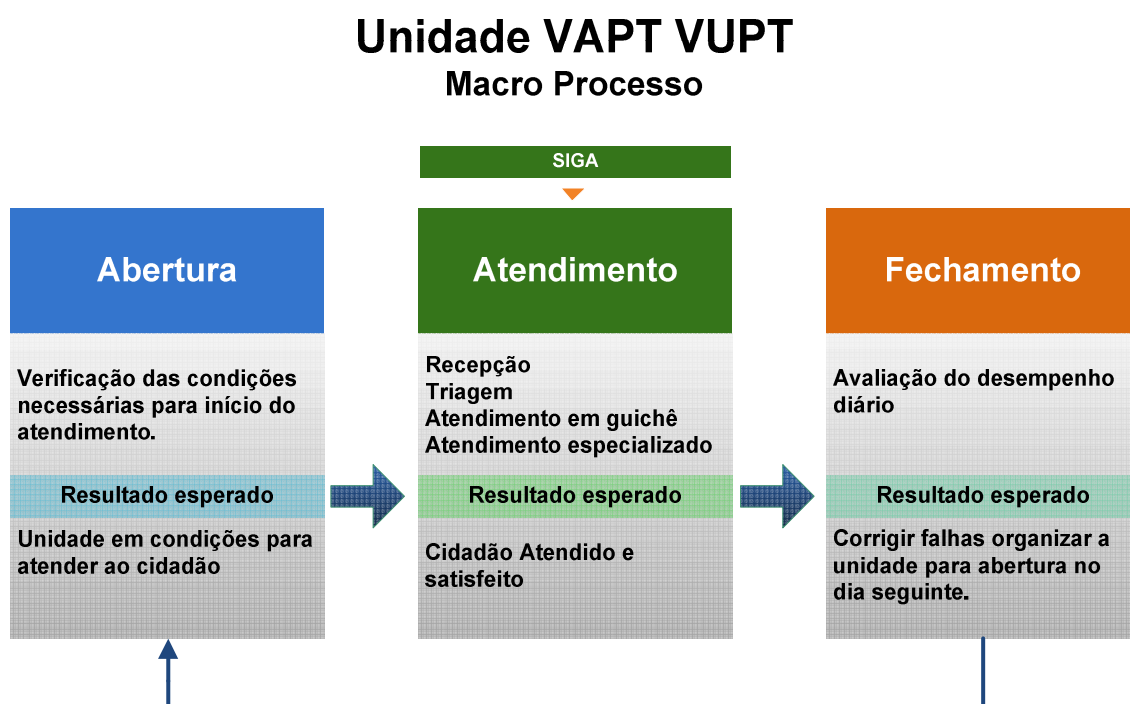 Unidade VAPT VUPT
Macro Processo
SIGA
Abertura
Verificação das condições
necessárias para início do
atendimento.
Resultado esperado
Unidade em condições para
atender ao cidadão
Atendimento
Recepção
Triagem
Atendimento em guichê
Atendimento especializado
Resultado esperado
Cidadão Atendido e
satisfeito
Fechamento
Avaliação do desempenho
diário
Resultado esperado
Corrigir falhas organizar a
unidade para abertura no
dia seguinte.